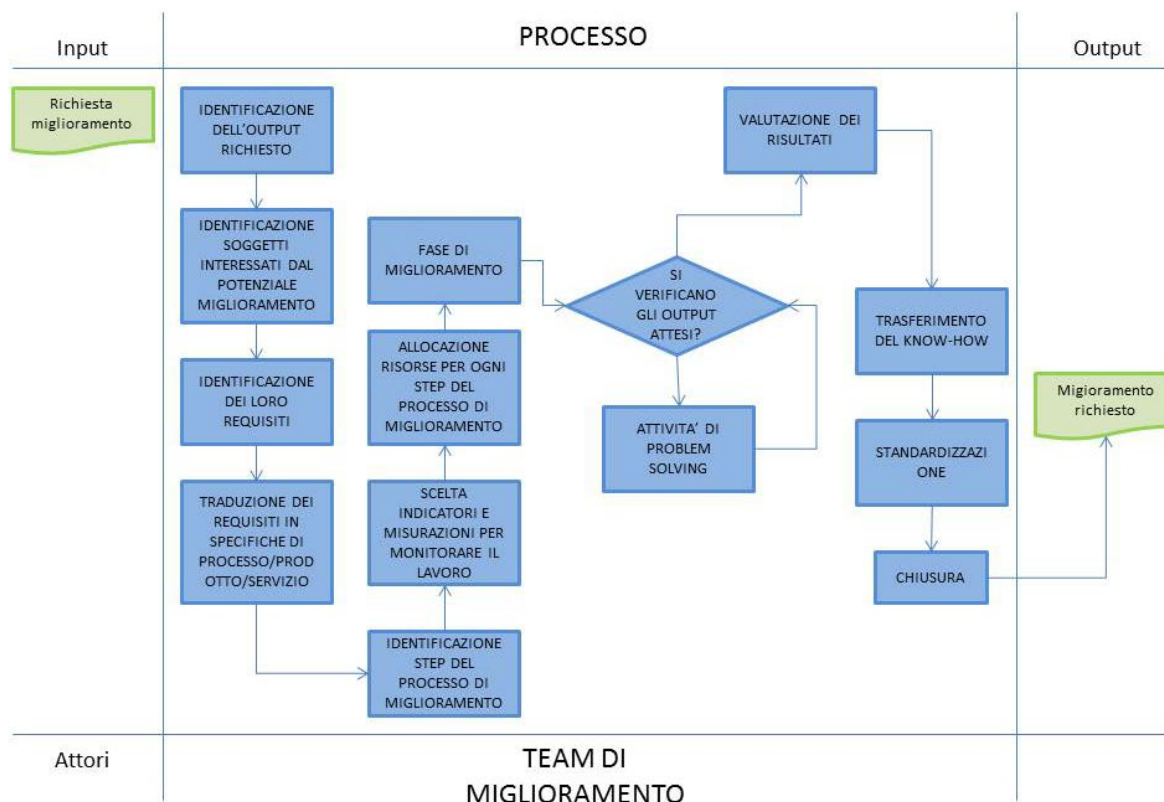 Input
PROCESSO
Output
Richiesta
miglioramento
IDENTIFICAZIONE
DELL'OUTPUT
RICHIESTO
IDENTIFICAZIONE
SOGGETTI
INTERESSATI DAL
POTENZIALE
MIGLIORAMENTO
IDENTIFICAZIONE
DEI LORO
REQUISITI
TRADUZIONE DEI
REQUISITI IN
SPECIFICHE DI
PROCESSO/PROD
OTTO/SERVIZIO
IDENTIFICAZIONE
STEP DEL
PROCESSO DI
MIGLIORAMENTO
SCELTA
INDICATORI E
MISURAZIONI PER
MONITORARE IL
LAVORO
ALLOCAZIONE
RISORSE PER OGNI
STEP DEL
PROCESSO DI
MIGLIORAMENTO
FASE DI
MIGLIORAMENTO
SI
VERIFICANO
GLI OUTPUT
ATTESI?
ATTIVITA' DI
PROBLEM
SOLVING
VALUTAZIONE DEI
RISULTATI
TRASFERIMENTO
DEL KNOW-HOW
STANDARDIZZAZI
ONE
CHIUSURA
Migioramento
richiesto
Attori
TEAM DI
MIGLIORAMENTO